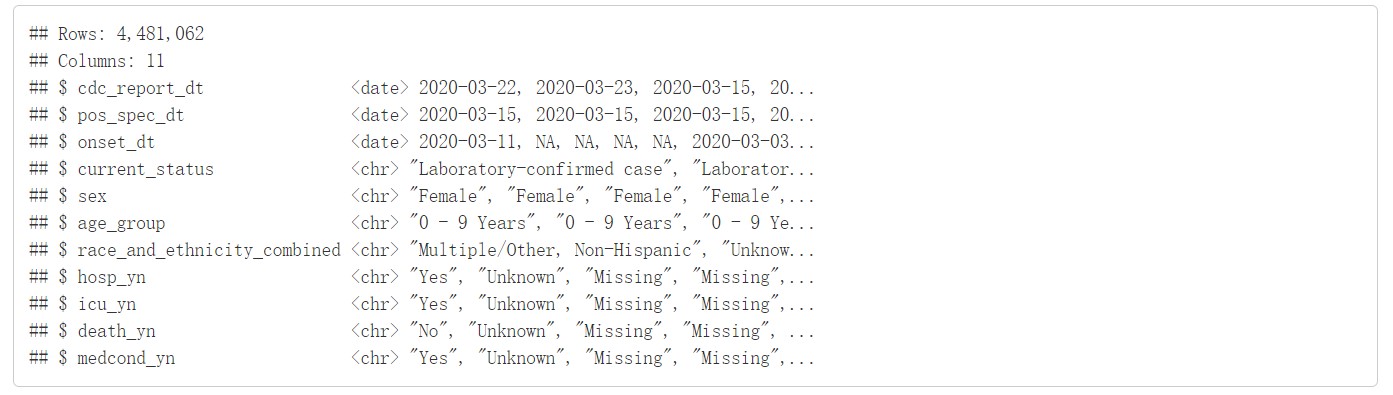 ## Rows: 4,481,062
## Columns: 11
## $ cdc_report_dt                 <date> 2020-03-22, 2020-03-23, 2020-03-15, 20...
## $ pos_spec_dt                   <date> 2020-03-15, 2020-03-15, 2020-03-15, 20...
## $ onset_dt                      <date> 2020-03-11, NA, NA, NA, NA, 2020-03-03...
## $ current_status                <chr> "Laboratory-confirmed case", "Laborator...
## $ sex                           <chr> "Female", "Female", "Female", "Female",...
## $ age_group                     <chr> "0 - 9 Years", "0 - 9 Years", "0 - 9 Ye...
## $ race_and_ethnicity_combined <chr> "Multiple/Other, Non-Hispanic", "Unknow...
## $ hosp_yn                       <chr> "Yes", "Unknown", "Missing", "Missing",...
## $ icu_yn                        <chr> "Yes", "Unknown", "Missing", "Missing",...
## $ death_yn                      <chr> "No", "Unknown", "Missing", "Missing", ...
## $ medcond_yn                    <chr> "Yes", "Unknown", "Missing", "Missing",...